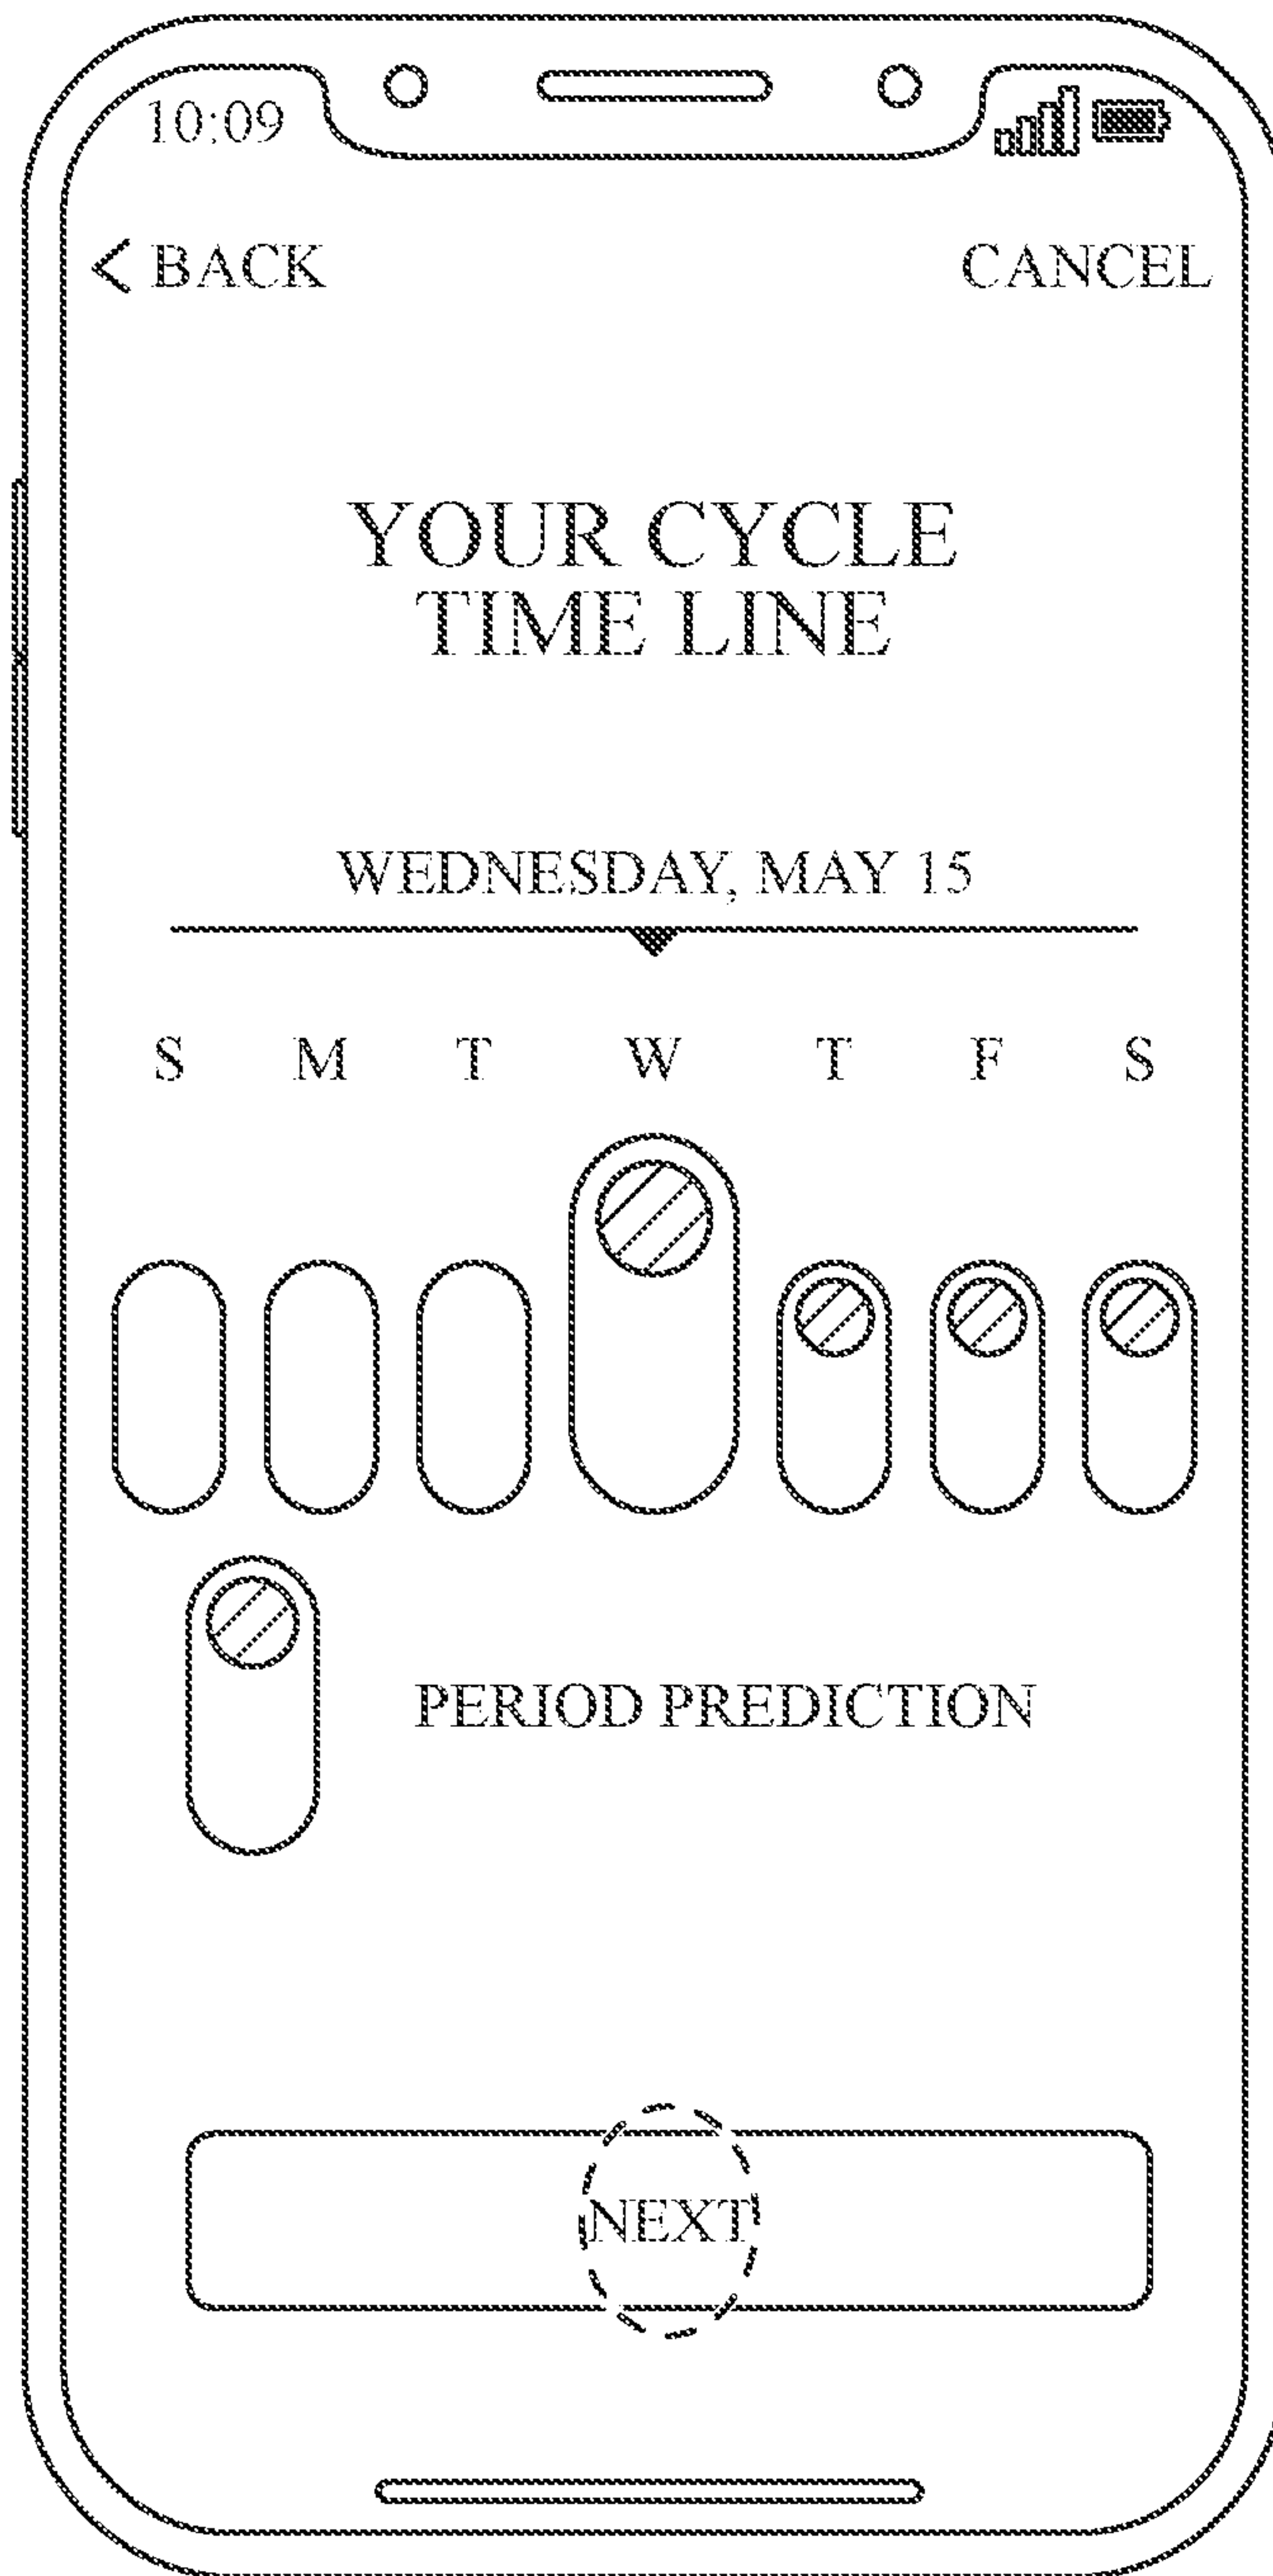 10:09
< BACK CANCEL
YOUR CYCLE
TIME LINE
WEDNESDAY, MAY 15
S M T W T F S
PERIOD PREDICTION
NEXT